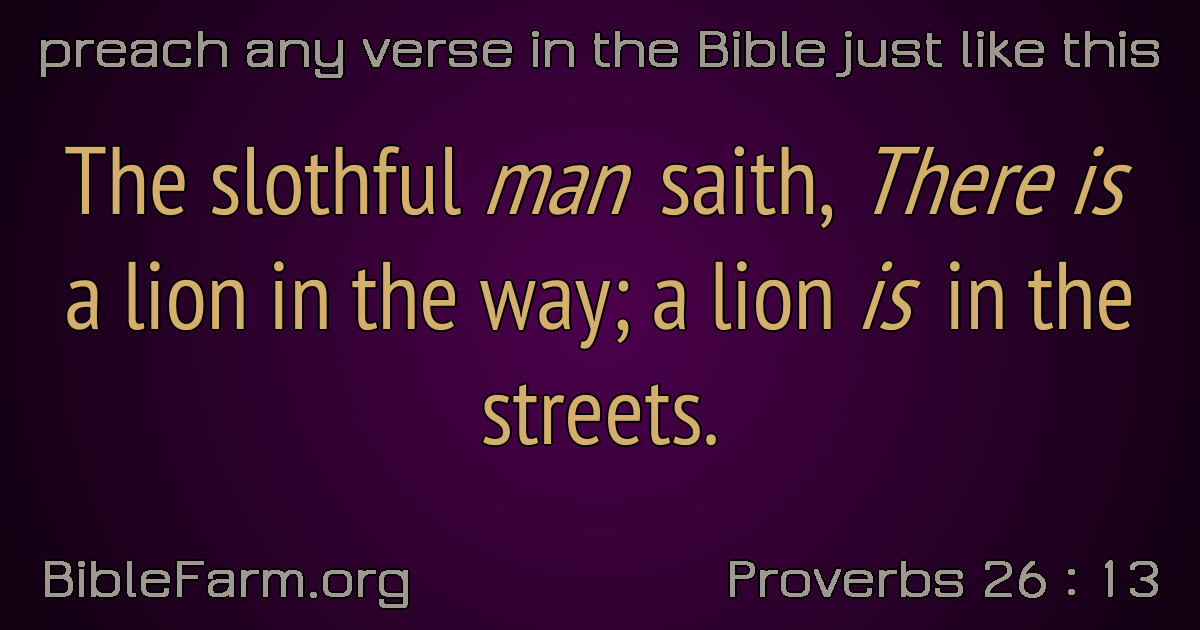 preach any verse in the Bible just like this
The slothful man saith, There is
a lion in the way; a lion is in the
streets.
BibleFarm.org
Proverbs 26 : 13